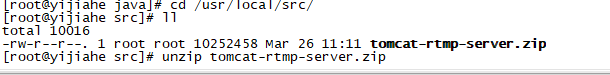 [root@yijiahe java]# cd /usr/local/src/
[root@yijiahe src]# ll
total 10016
-rw-r--r--. 1 root root 10252458 Mar 26 11:11 tomcat-rtmp-server.zip
[root@yijiahe src]# unzip tomcat-rtmp-server.zip